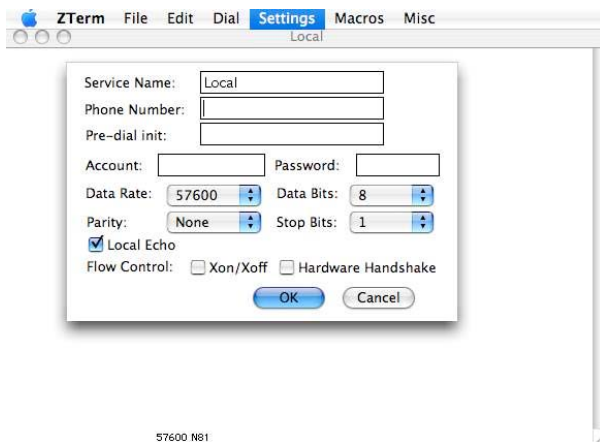 ZTerm File Edit Dial Settings Macros Misc
Local
Service Name: Local
Phone Number:
Pre-dial init:
Account: Password:
Data Rate: 57600 Data Bits: 8
Parity: None Stop Bits: 1
Local Echo
Flow Control: Xon/Xoff Hardware Handshake
OK Cancel
57600 N81